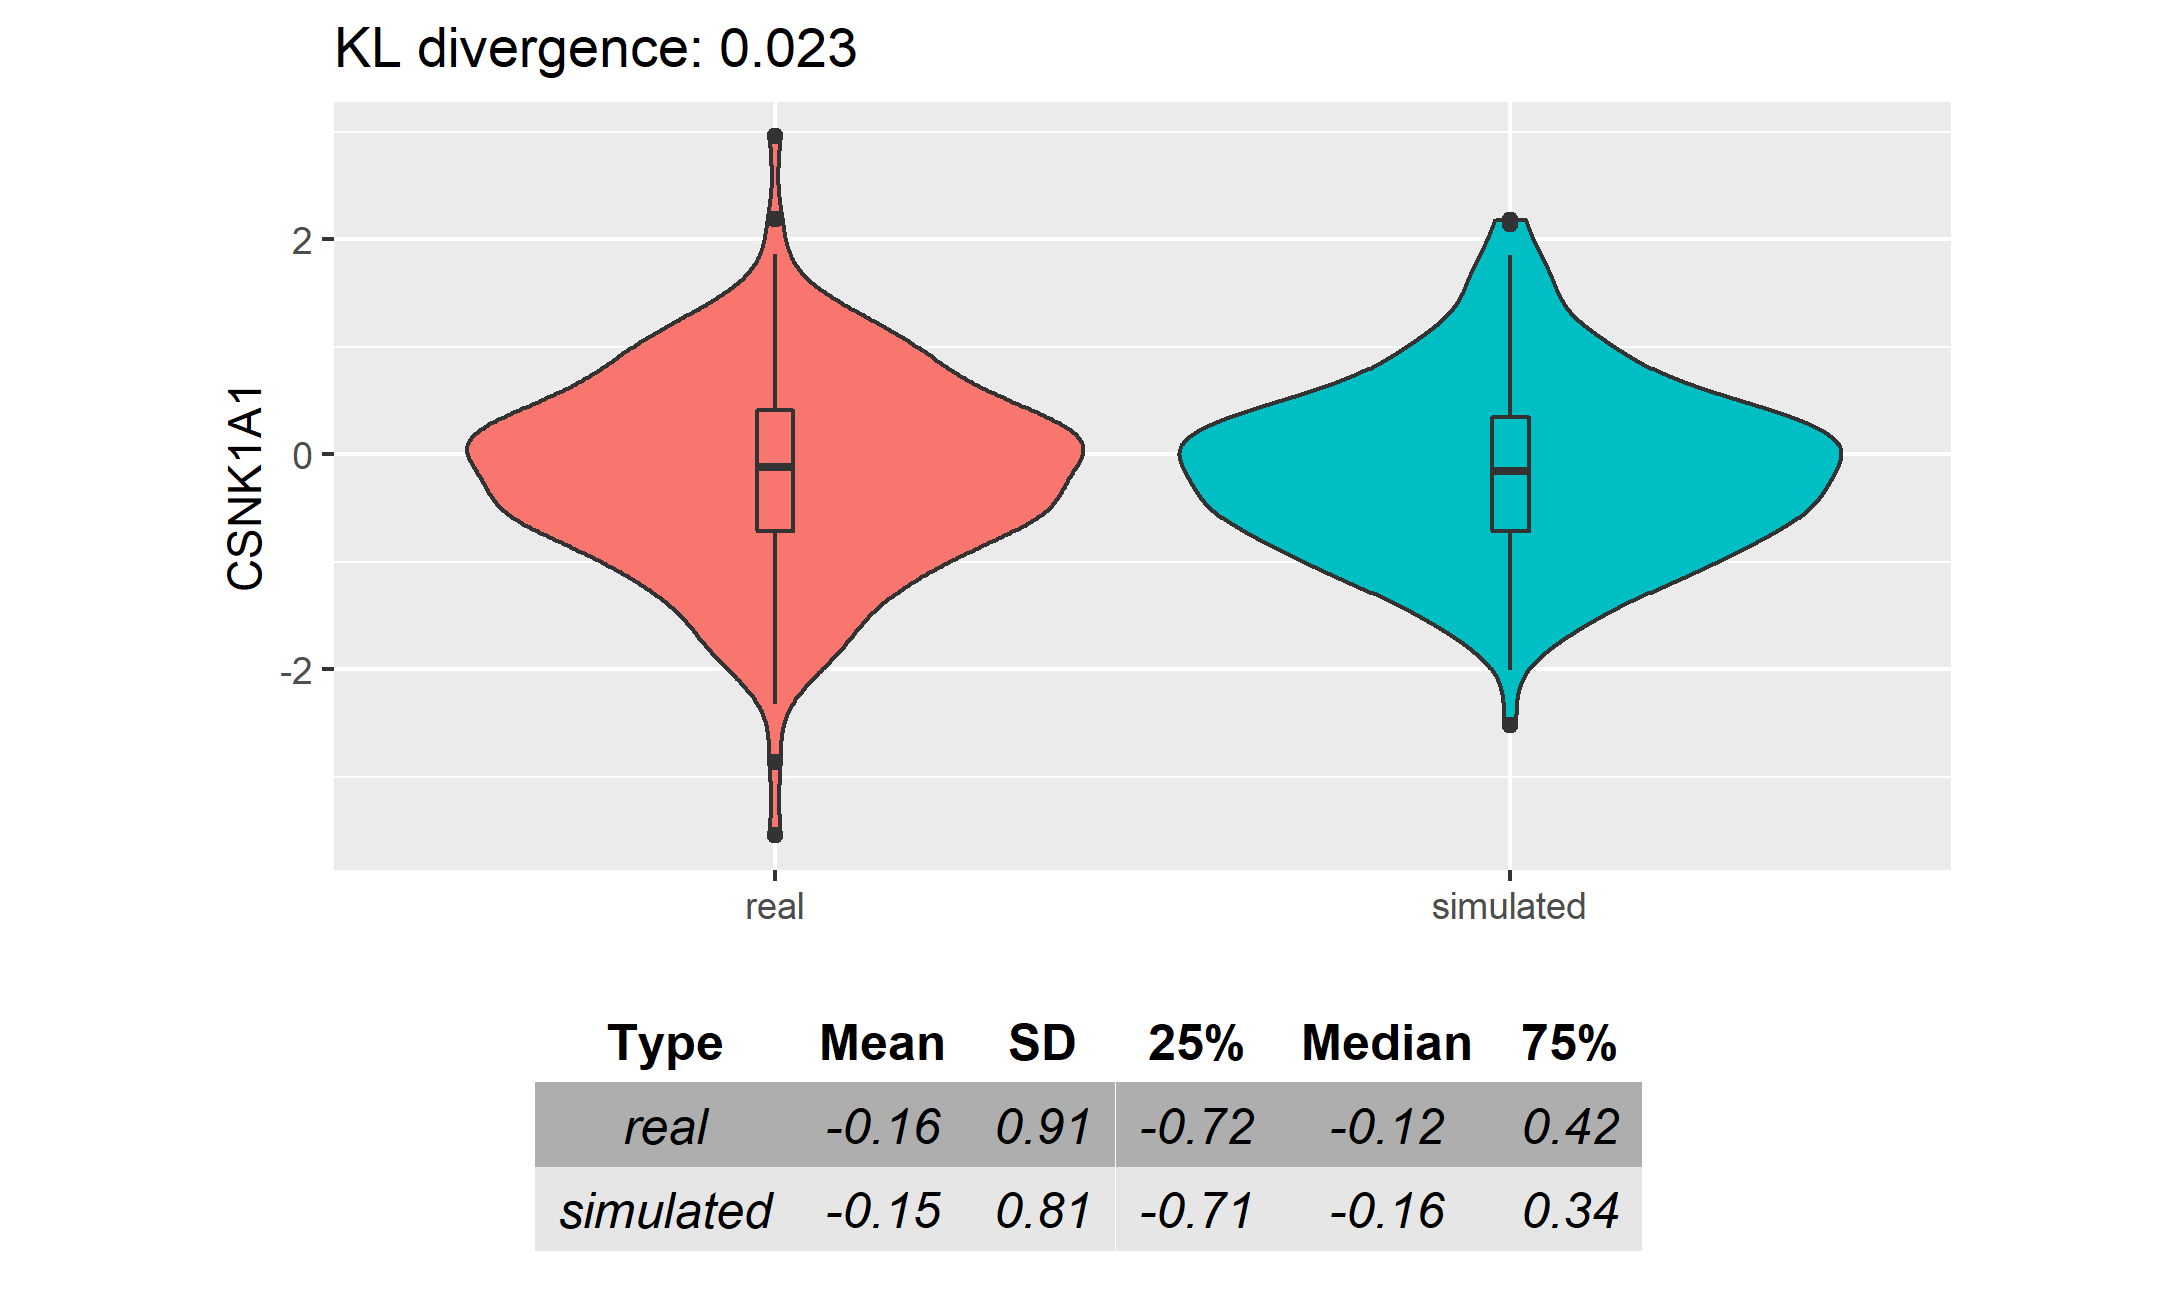 KL divergence: 0.023
CSNK1A1
2
0
-2
real simulated
Type Mean SD 25% Median 75%
real -0.16 0.91 -0.72 -0.12 0.42
simulated -0.15 0.81 -0.71 -0.16 0.34